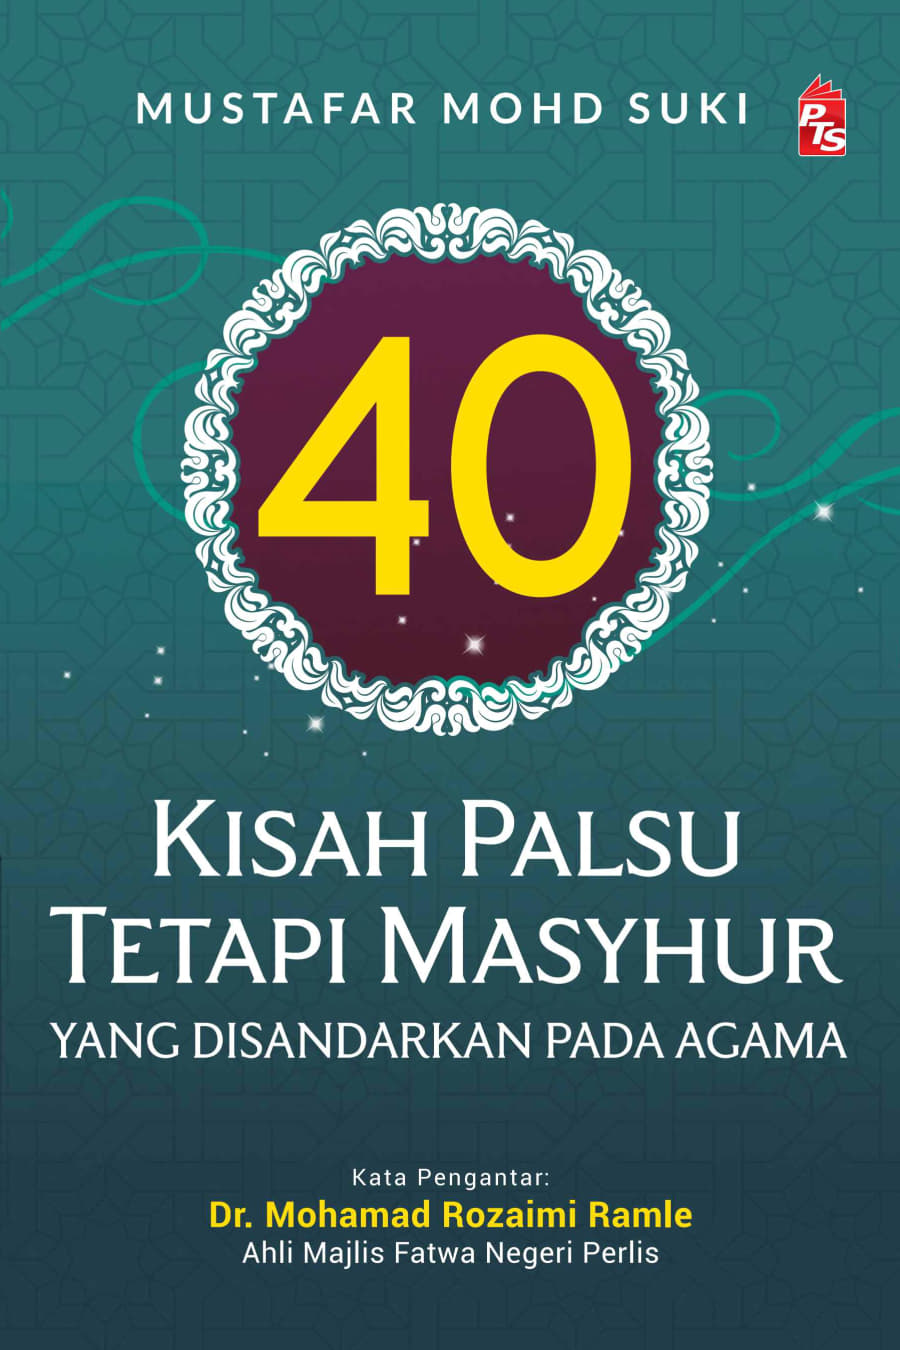 MUSTAFAR MOHD SUKI
PTS
40
KISAH PALSU
TETAPI MASYHUR
YANG DISANDARKAN PADA AGAMA
Kata Pengantar:
Dr. Mohamad Rozaimi Ramle
Ahli Majlis Fatwa Negeri Perlis